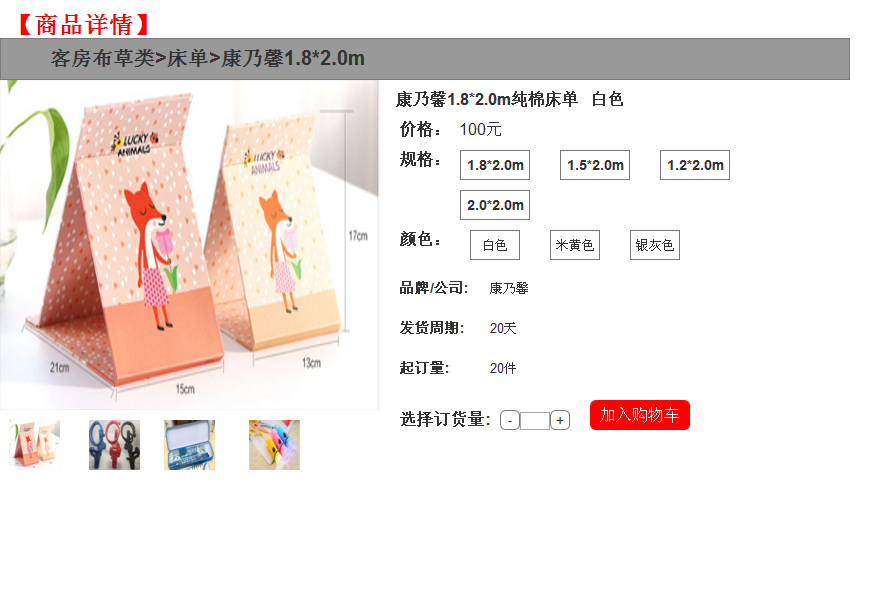 【商品详情】
客房布草类>床单>康乃馨1.8*2.0m
LUCKY
ANIMALS
LUCKY
ANIMALS
17cm
21cm
15cm
13cm
康乃馨1.8*2.0m纯棉床单 白色
价格： 100元
规格： 1.8*2.0m 1.5*2.0m 1.2*2.0m
2.0*2.0m
颜色： 白色 米黄色 银灰色
品牌/公司: 康乃馨
发货周期: 20天
起订量: 20件
选择订货量: - + 加入购物车